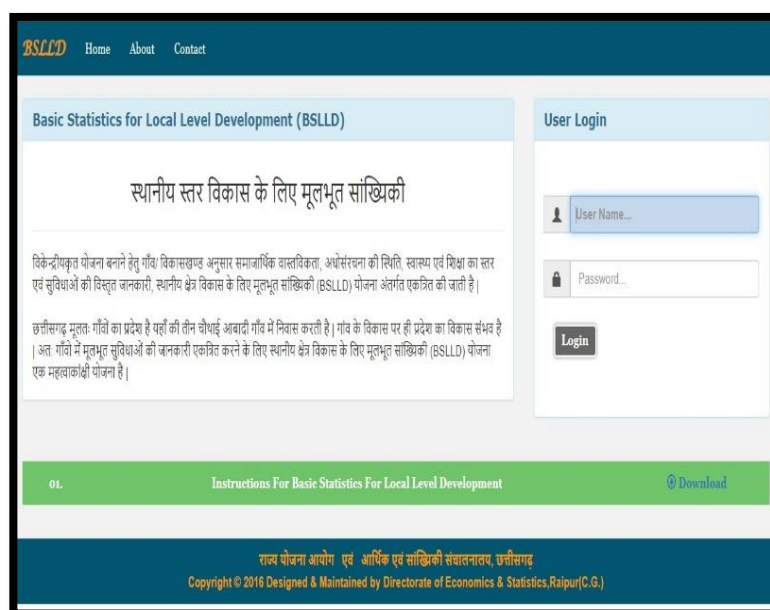 BSLLD Home About Contact
Basic Statistics for Local Level Development (BSLLD)
स्थानीय स्तर विकास के लिए मूलभूत सांख्यिकी
विकेन्द्रीयकृत योजना बनाने हेतु गाँव/ विकासखण्ड अनुसार समाजार्थिक वास्तविकता, अधोसंरचना की स्थिति, स्वास्थ्य एवं शिक्षा का स्तर
एवं सुविधाओं की विस्तृत जानकारी, स्थानीय क्षेत्र विकास के लिए मूलभूत सांख्यिकी (BSLLD) योजना अंतर्गत एकत्रित की जाती है |
छत्तीसगढ़ मूलतः गाँवों का प्रदेश है यहाँ की तीन चौथाई आबादी गाँव में निवास करती है | गांव के विकास पर ही प्रदेश का विकास संभव है
| अत: गाँवो में मूलभूत सुविधाओं की जानकारी एकत्रित करने के लिए स्थानीय क्षेत्र विकास के लिए मूलभूत सांख्यिकी (BSLLD) योजना
एक महत्वाकांक्षी योजना है |
User Login
User Name...
Password...
Login
01. Instructions For Basic Statistics For Local Level Development Download
राज्य योजना आयोग एवं आर्थिक एवं सांख्यिकी संचालनालय, छत्तीसगढ़
Copyright © 2016 Designed & Maintained by Directorate of Economics & Statistics,Raipur(C.G.)